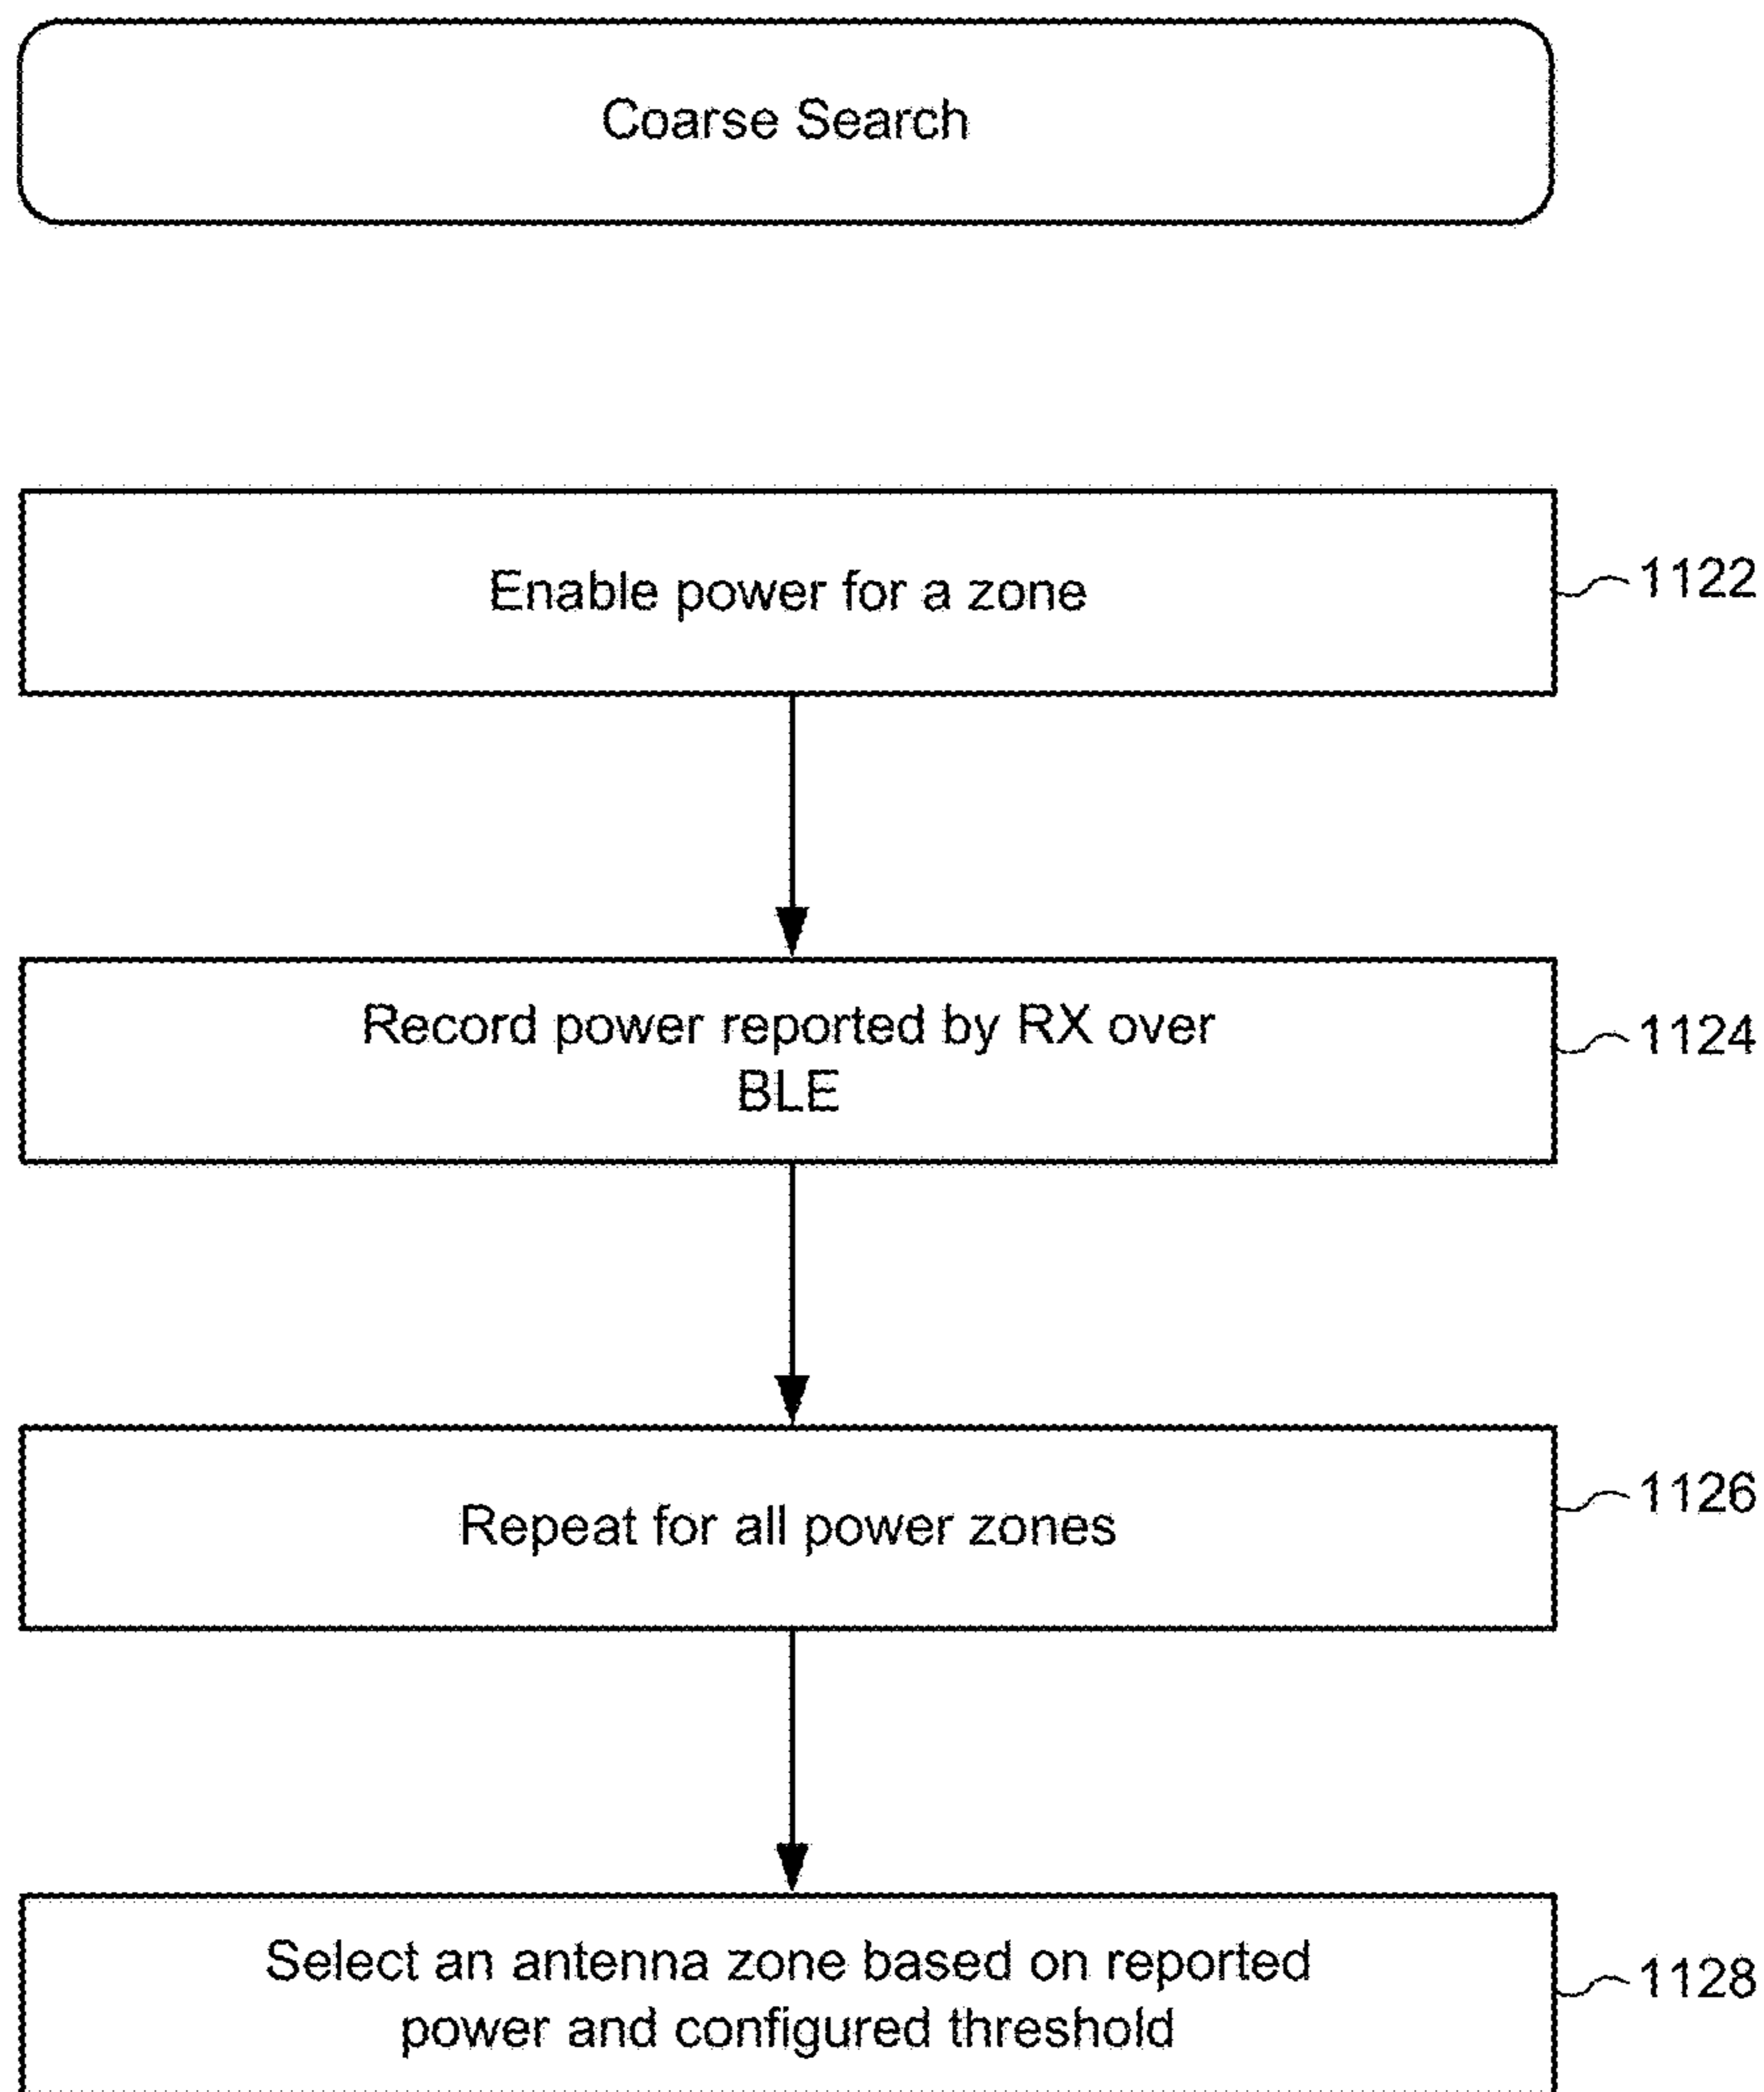 Coarse Search
Enable power for a zone
1122
Record power reported by RX over
BLE
1124
Repeat for all power zones
1126
Select an antenna zone based on reported
power and configured threshold
1128